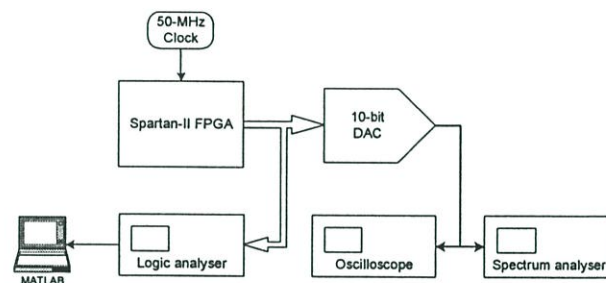 50-MHz
Clock
Spartan-II FPGA
10-bit
DAC
Logic analyser
Oscilloscope
Spectrum analyser
MATLAB